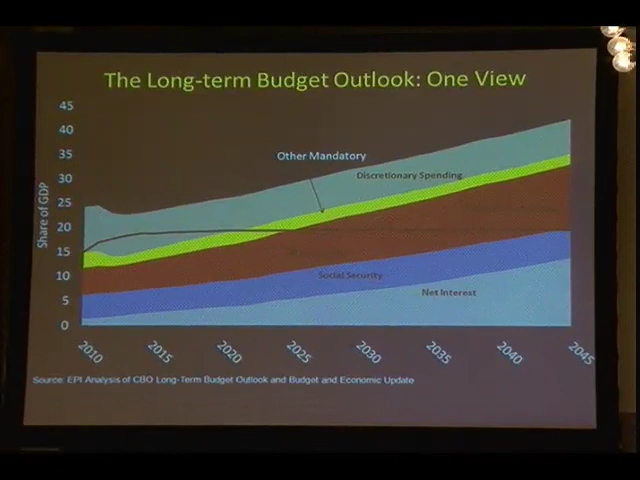 The Long-term Budget Outlook: One View
45
40
35
30
25
20
15
10
5
0
Share of GDP
Other Mandatory
Discretionary Spending
Social Security
Net Interest
2010
2015
2020
2025
2030
2035
2040
2045
Source: EPI Analysis of CBO Long-Term Budget Outlook and Budget and Economic Update